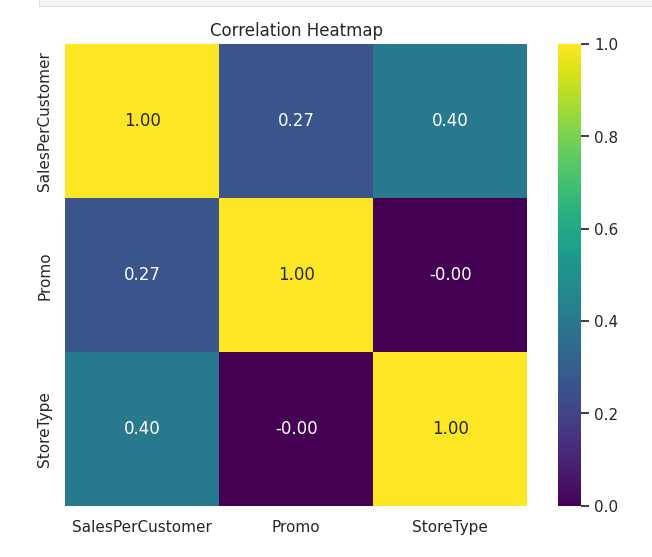 Correlation Heatmap
SalesPerCustomer
1.00
0.27
0.40
Promo
0.27
1.00
-0.00
StoreType
0.40
-0.00
1.00
SalesPerCustomer
Promo
StoreType
1.0
0.8
0.6
0.4
0.2
0.0